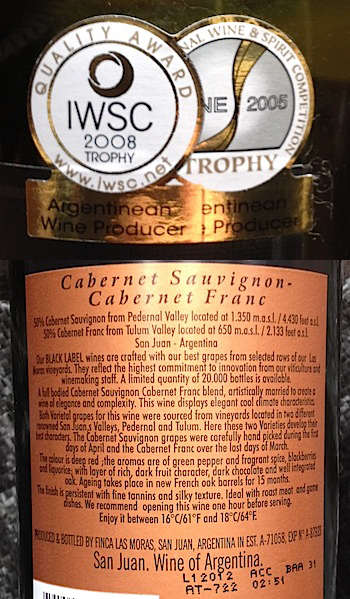 QUALITY AWARD
IWSC
2008
TROPHY
www.iwsc.net
NAL WINE & SPIRIT COMPETITION
NE 2005
TROPHY
Argentinean
Wine Producer
entinean
e Producer
Cabernet Sauvignon-
Cabernet Franc
50% Cabernet Sauvignon from Pedernal Valley located at 1.350 m.a.s.l. / 4.430 feet a.s.l.
50% Cabernet Franc from Tulum Valley located at 650 m.a.s.l. / 2.133 feet a.s.l.
San Juan - Argentina
Our BLACK LABEL wines are crafted with our best grapes from selected rows of our Las
Moras vineyards. They reflect the highest commitment to innovation from our viticulture and
winemaking staff. A limited quantity of 20.000 bottles is available.
A full bodied Cabernet Sauvignon Cabernet Franc blend, artistically married to create a
wine of elegance and complexity. This wine displays elegant cool climate characteristics.
Both Varietal grapes for this wine were sourced from vineyards located in two different
renowned San Juan,s Valleys, Pedernal and Tulum. Here these two Varieties develop their
best characters. The Cabernet Sauvignon grapes were carefully hand picked during the first
days of April and the Cabernet Franc over the last days of March.
The colour is deep red ;the aromas are of green pepper and fragrant spice, blackberries
and liquorice; with layer of rich, dark fruit character, dark chocolate and well integrated
oak. Ageing takes place in new French oak barrels for 15 months.
The finish is persistent with fine tannins and silky texture. Ideal with roast meat and game
dishes. We recommend opening this wine one hour before serving.
Enjoy it between 16°C/61°F and 18°C/64°F.
PRODUCED & BOTTLED BY FINCA LAS MORAS, SAN JUAN, ARGENTINA IN EST. A-71058, EXP N°
San Juan. Wine of Argentina.
L12012 ACC BAA 31
AT-722 02:51